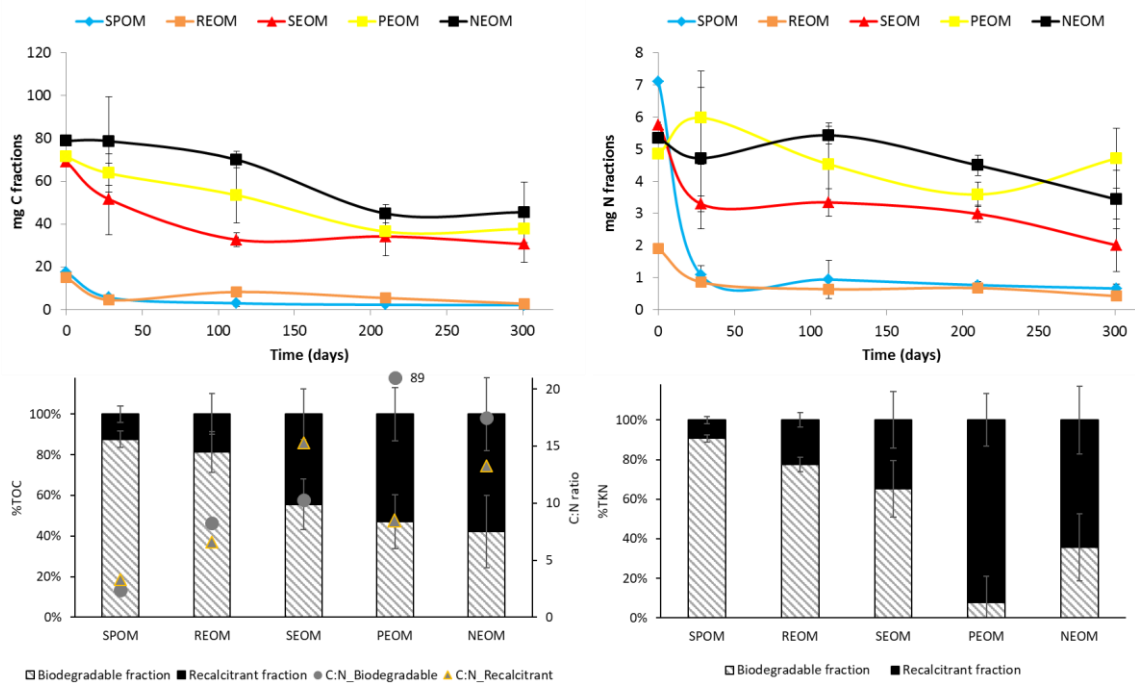 SPOM REOM SEOM PEOM NEOM
120
100
80
60
40
20
0
mg C fractions
0 50 100 150 200 250 300
Time (days)
SPOM REOM SEOM PEOM NEOM
8
7
6
5
4
3
2
1
0
mg N fractions
0 50 100 150 200 250 300
Time (days)
100%
80%
60%
40%
20%
0%
%TOC
89
20
15
10
5
0
C:N ratio
SPOM REOM SEOM PEOM NEOM
Biodegradable fraction Recalcitrant fraction C:N_Biodegradable C:N_Recalcitrant
100%
80%
60%
40%
20%
0%
%TKN
SPOM REOM SEOM PEOM NEOM
Biodegradable fraction Recalcitrant fraction